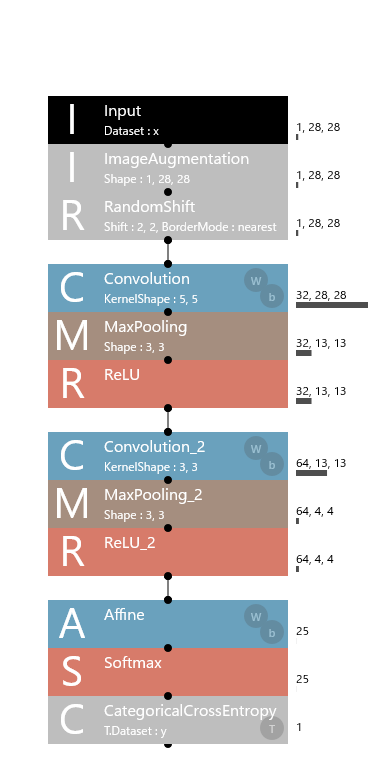 I
Input
Dataset : x
1, 28, 28
I
ImageAugmentation
Shape : 1, 28, 28
1, 28, 28
R
RandomShift
Shift : 2, 2, BorderMode : nearest
1, 28, 28
C
Convolution
KernelShape : 5, 5
W
b
32, 28, 28
M
MaxPooling
Shape : 3, 3
32, 13, 13
R
ReLU
32, 13, 13
C
Convolution_2
KernelShape : 3, 3
W
b
64, 13, 13
M
MaxPooling_2
Shape : 3, 3
64, 4, 4
R
ReLU_2
64, 4, 4
A
Affine
W
b
25
S
Softmax
25
C
CategoricalCrossEntropy
T.Dataset : y
T
1